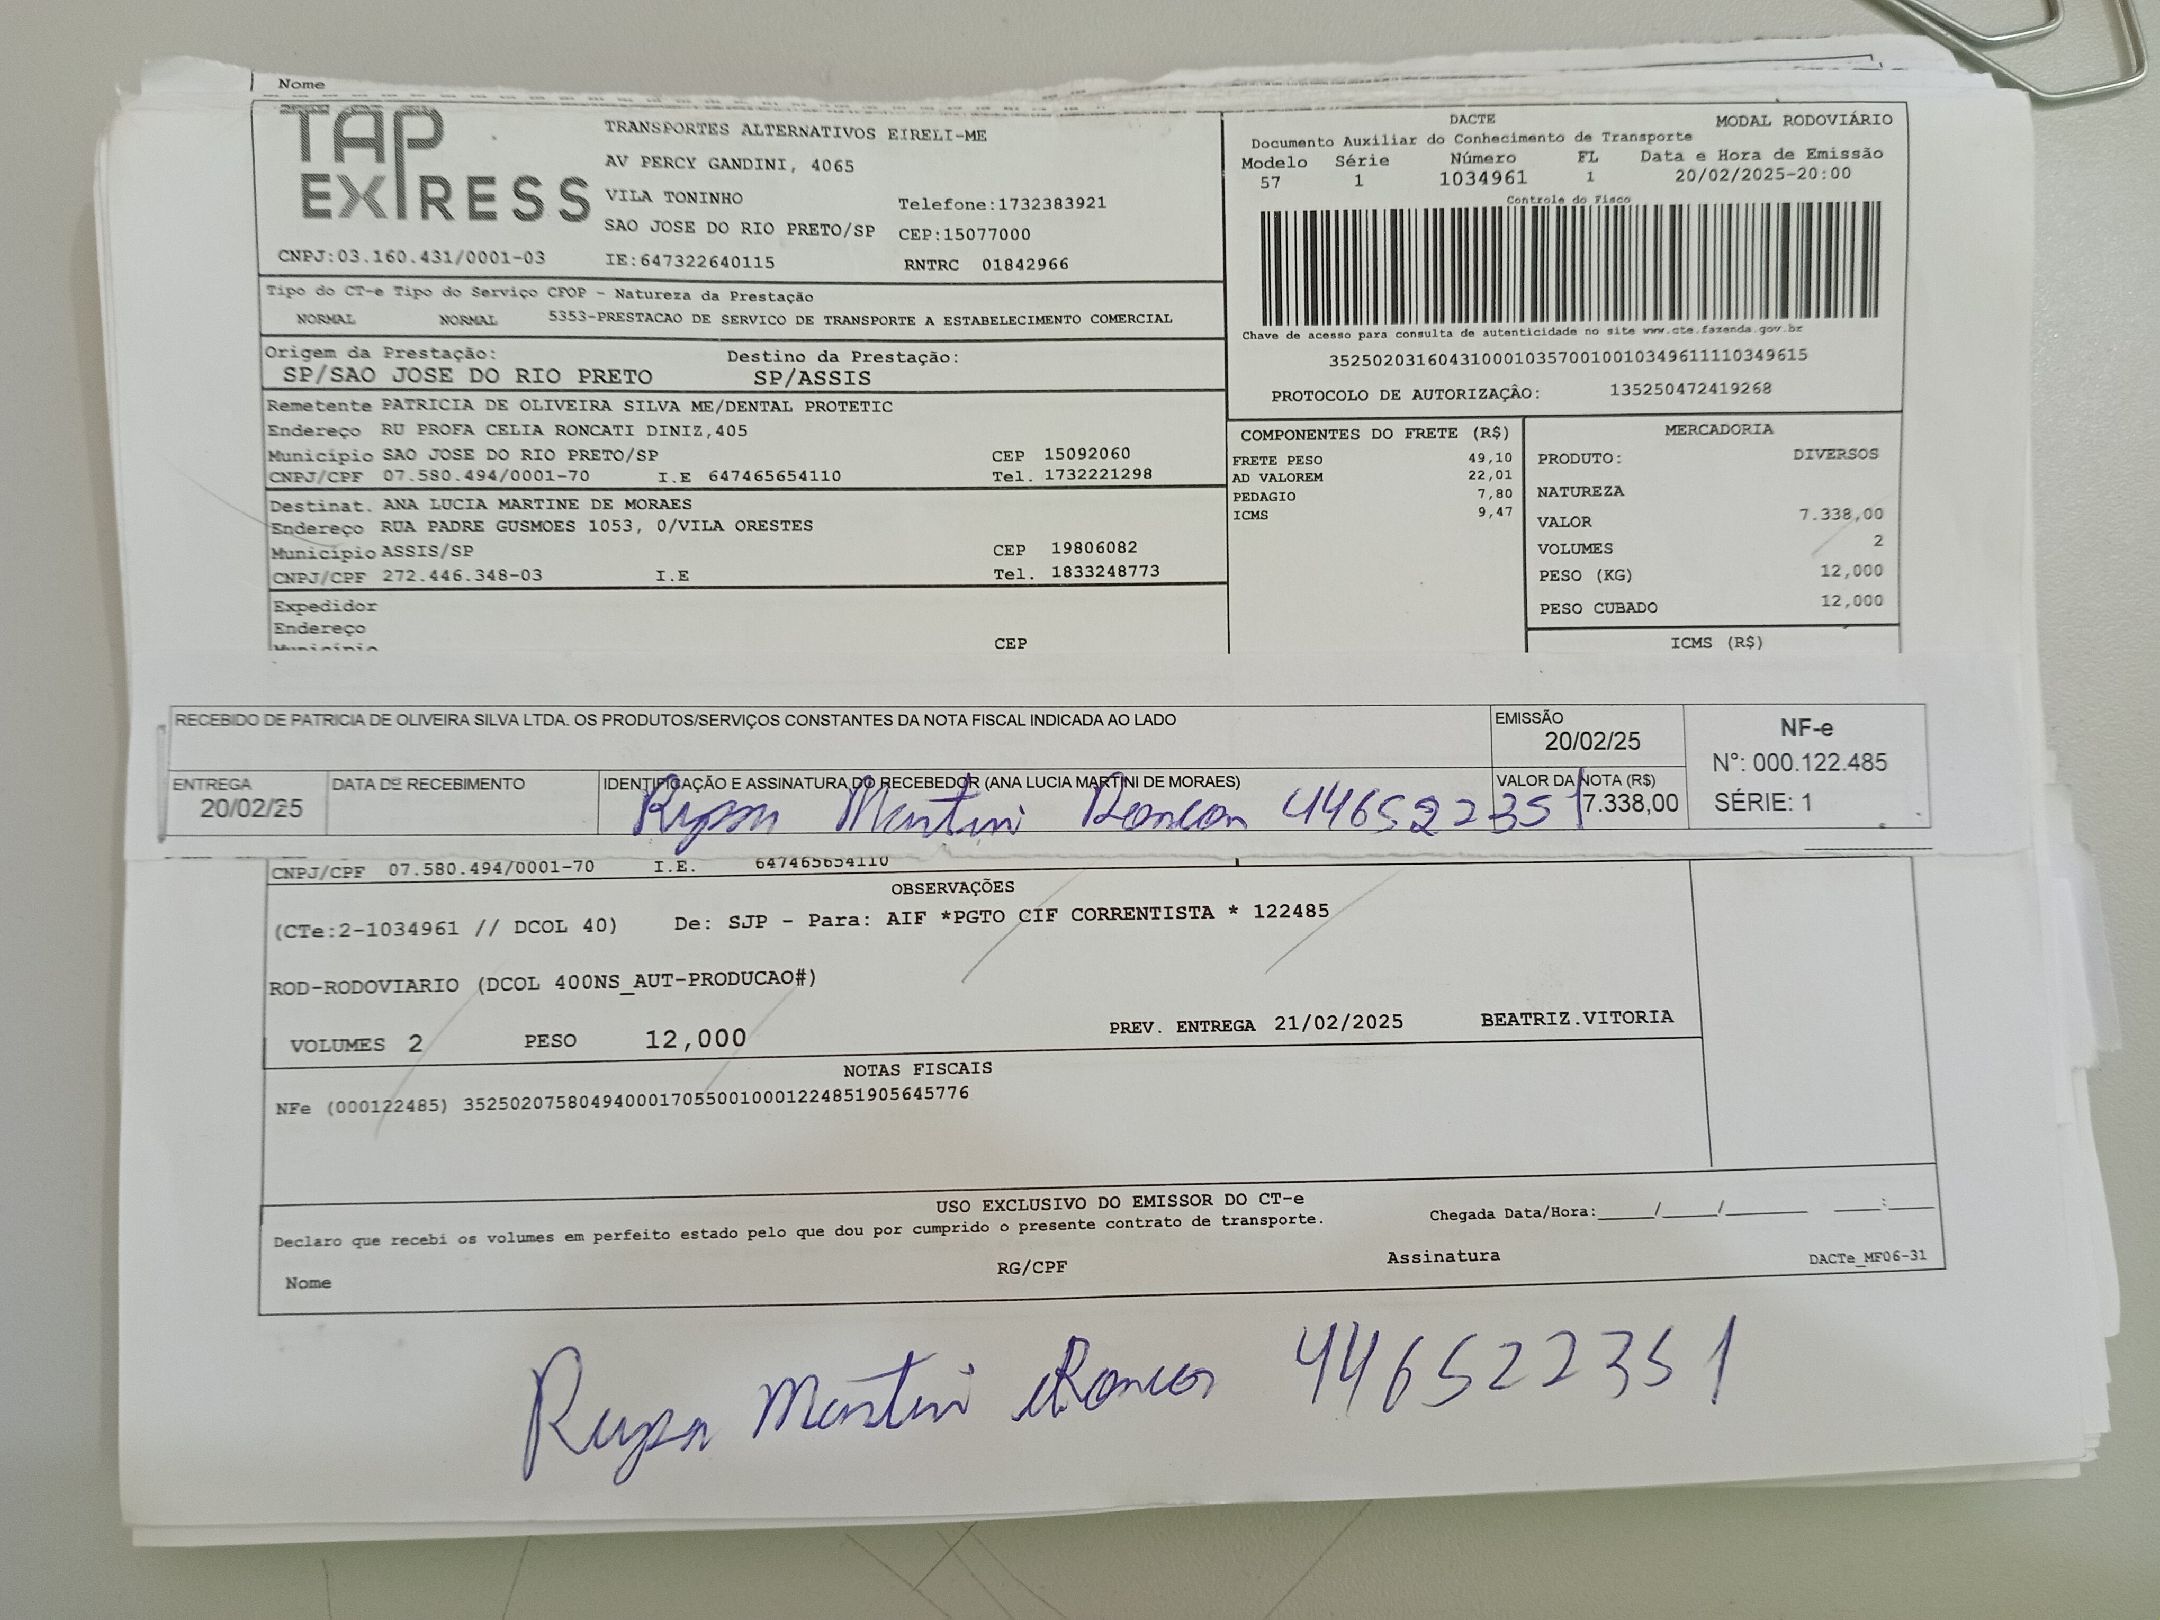 Nome
TAP EXPRESS
TRANSPORTES ALTERNATIVOS EIRELI-ME
AV PERCY GANDINI, 4065
VILA TONINHO
Telefone:1732383921
SAO JOSE DO RIO PRETO/SP CEP:15077000
CNPJ:03.160.431/0001-03 IE:647322640115 RNTRC 01842966
DACTE MODAL RODOVIÁRIO
Documento Auxiliar do Conhecimento de Transporte
Modelo Série Número FL Data e Hora de Emissão
57 1 1034961 1 20/02/2025-20:00
Controle do Fisco
Chave de acesso para consulta de autenticidade no site www.cte.fazenda.gov.br
35250203160431000103570010010349611110349615
PROTOCOLO DE AUTORIZAÇÃO: 135250472419268
Tipo do CT-e Tipo do Serviço CFOP - Natureza da Prestação
NORMAL NORMAL 5353-PRESTACAO DE SERVICO DE TRANSPORTE A ESTABELECIMENTO COMERCIAL
Origem da Prestação: Destino da Prestação:
SP/SAO JOSE DO RIO PRETO SP/ASSIS
Remetente PATRICIA DE OLIVEIRA SILVA ME/DENTAL PROTETIC
Endereço RU PROFA CELIA RONCATI DINIZ,405
Município SAO JOSE DO RIO PRETO/SP CEP 15092060
CNPJ/CPF 07.580.494/0001-70 I.E 647465654110 Tel. 1732221298
Destinat. ANA LUCIA MARTINE DE MORAES
Endereço RUA PADRE GUSMOES 1053, 0/VILA ORESTES
Município ASSIS/SP CEP 19806082
CNPJ/CPF 272.446.348-03 I.E Tel. 1833248773
Expedidor
Endereço
Município CEP
COMPONENTES DO FRETE (R$)
FRETE PESO 49,10
AD VALOREM 22,01
PEDAGIO 7,80
ICMS 9,47
MERCADORIA
PRODUTO: DIVERSOS
NATUREZA
VALOR 7.338,00
VOLUMES 2
PESO (KG) 12,000
PESO CUBADO 12,000
ICMS (R$)
RECEBIDO DE PATRICIA DE OLIVEIRA SILVA LTDA. OS PRODUTOS/SERVIÇOS CONSTANTES DA NOTA FISCAL INDICADA AO LADO
EMISSÃO
20/02/25
NF-e
N°: 000.122.485
SÉRIE: 1
ENTREGA
20/02/25
DATA DE RECEBIMENTO
IDENTIFICAÇÃO E ASSINATURA DO RECEBEDOR (ANA LUCIA MARTINI DE MORAES)
Martini 446522351
VALOR DA NOTA (R$)
7.338,00
CNPJ/CPF 07.580.494/0001-70 I.E. 647465654110
OBSERVAÇÕES
(CTe:2-1034961 // DCOL 40) De: SJP - Para: AIF *PGTO CIF CORRENTISTA * 122485
ROD-RODOVIARIO (DCOL 400NS_AUT-PRODUCAO#)
VOLUMES 2 PESO 12,000 PREV. ENTREGA 21/02/2025 BEATRIZ.VITORIA
NOTAS FISCAIS
NFe (000122485) 35250207580494000170550010001224851905645776
USO EXCLUSIVO DO EMISSOR DO CT-e
Declaro que recebi os volumes em perfeito estado pelo que dou por cumprido o presente contrato de transporte. Chegada Data/Hora:_____/_____/_______ ____:____
Nome RG/CPF Assinatura DACTe_MF06-31
Martini 446522351